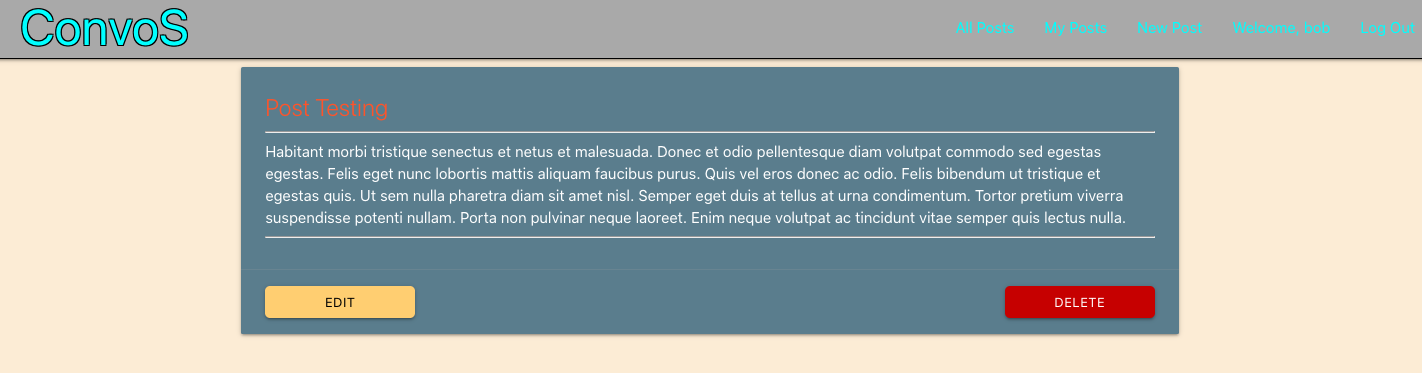 ConvoS
All Posts My Posts New Post Welcome, bob Log Out
Post Testing
Habitant morbi tristique senectus et netus et malesuada. Donec et odio pellentesque diam volutpat commodo sed egestas
egestas. Felis eget nunc lobortis mattis aliquam faucibus purus. Quis vel eros donec ac odio. Felis bibendum ut tristique et
egestas quis. Ut sem nulla pharetra diam sit amet nisl. Semper eget duis at tellus at urna condimentum. Tortor pretium viverra
suspendisse potenti nullam. Porta non pulvinar neque laoreet. Enim neque volutpat ac tincidunt vitae semper quis lectus nulla.
EDIT DELETE